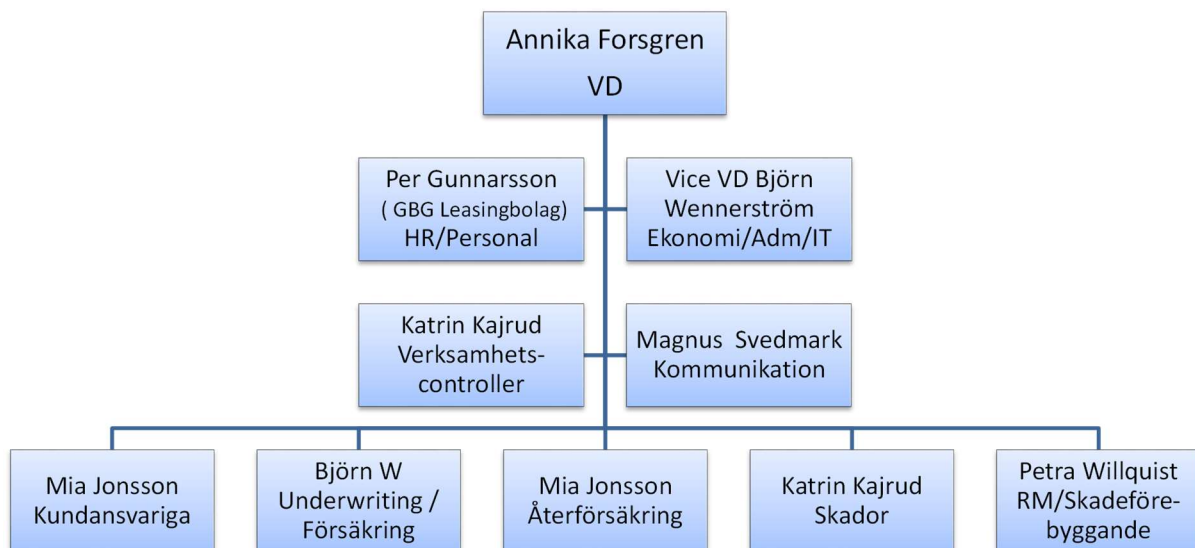 Annika Forsgren
VD
Per Gunnarsson
( GBG Leasingbolag)
HR/Personal
Vice VD Björn
Wennerström
Ekonomi/Adm/IT
Katrin Kajrud
Verksamhets-
controller
Magnus Svedmark
Kommunikation
Mia Jonsson
Kundansvariga
Björn W
Underwriting /
Försäkring
Mia Jonsson
Återförsäkring
Katrin Kajrud
Skador
Petra Willquist
RM/Skadeföre-
byggande